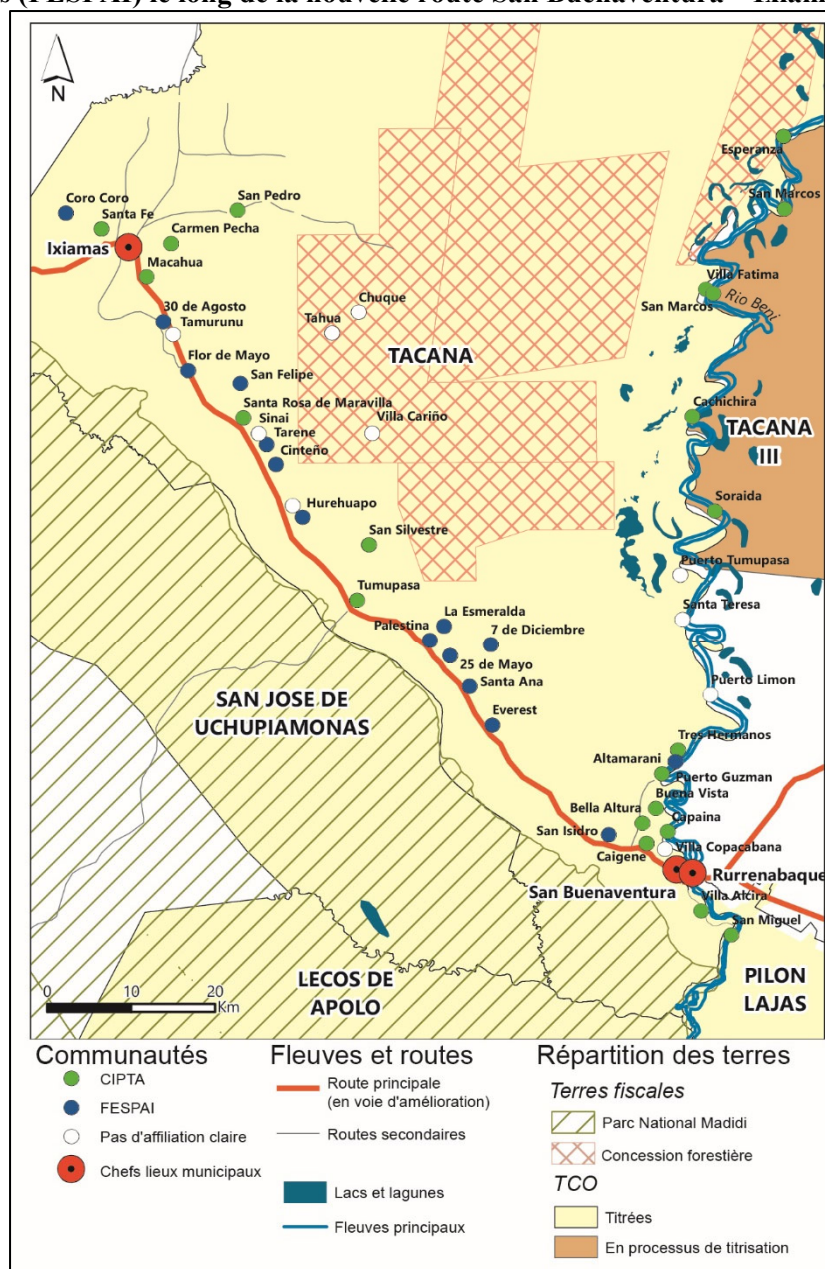 s (FESPAI) le long de la nouvelle route San Buenaventura – Ixiam
N
Esperanza
San Marcos
Coro Coro
San Pedro
Santa Fe
Carmen Pecha
Ixiamas
Macahua
Villa Fatima
Chuque
San Marcos
Rio Beni
30 de Agosto
Tamurunu
Tahua
TACANA
Flor de Mayo
San Felipe
Santa Rosa de Maravilla
Sinai
Villa Cariño
Cachichira
Tarene
TACANA
III
Cinteño
Hurehuapo
Soraida
San Silvestre
Puerto Tumupasa
Tumupasa
La Esmeralda
Santa Teresa
Palestina
7 de Diciembre
25 de Mayo
Santa Ana
SAN JOSE DE
UCHUPIAMONAS
Puerto Limon
Everest
Tres Hermanos
Altamarani
Puerto Guzman
Buena Vista
Bella Altura
Capaina
San Isidro
Villa Copacabana
Caigene
Rurrenabaque
San Buenaventura
Villa Alcira
San Miguel
LECOS DE
APOLO
PILON
LAJAS
0 10 20
Km
Communautés
CIPTA
FESPAI
Pas d'affiliation claire
Chefs lieux municipaux
Fleuves et routes
Route principale
(en voie d'amélioration)
Routes secondaires
Lacs et lagunes
Fleuves principaux
Répartition des terres
Terres fiscales
Parc National Madidi
Concession forestière
TCO
Titrées
En processus de titrisation